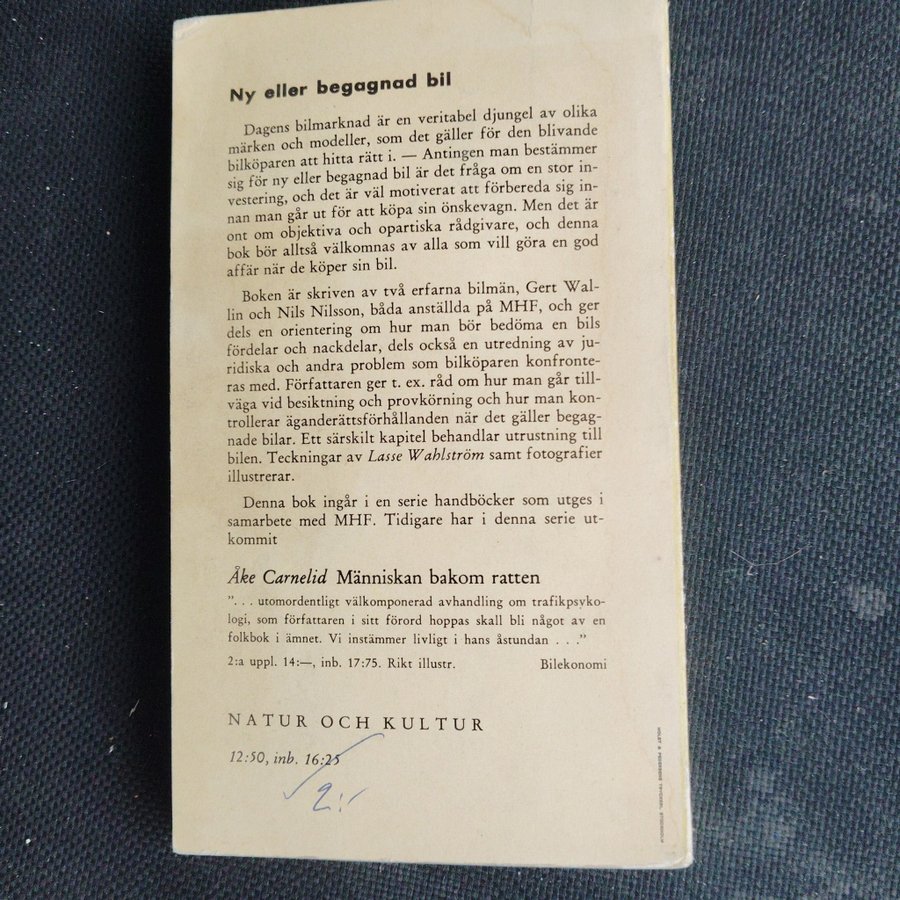 Ny eller begagnad bil
Dagens bilmarknad är en veritabel djungel av olika
märken och modeller, som det gäller för den blivande
bilköparen att hitta rätt i. — Antingen man bestämmer
sig för ny eller begagnad bil är det fråga om en stor in-
vestering, och det är väl motiverat att förbereda sig in-
nan man går ut för att köpa sin önskevagn. Men det är
ont om objektiva och opartiska rådgivare, och denna
bok bör alltså välkomnas av alla som vill göra en god
affär när de köper sin bil.
Boken är skriven av två erfarna bilmän, Gert Wal-
lin och Nils Nilsson, båda anställda på MHF, och ger
dels en orientering om hur man bör bedöma en bils
fördelar och nackdelar, dels också en utredning av ju-
ridiska och andra problem som bilköparen konfronte-
ras med. Författaren ger t. ex. råd om hur man går till-
väga vid besiktning och provkörning och hur man kon-
trollerar äganderättsförhållanden när det gäller begag-
nade bilar. Ett särskilt kapitel behandlar utrustning till
bilen. Teckningar av Lasse Wahlström samt fotografier
illustrerar.
Denna bok ingår i en serie handböcker som utges i
samarbete med MHF. Tidigare har i denna serie ut-
kommit
Åke Carnelid Människan bakom ratten
”. . . utomordentligt välkomponerad avhandling om trafikpsyko-
logi, som författaren i sitt förord hoppas skall bli något av en
folkbok i ämnet. Vi instämmer livligt i hans åstundan . . .”
2:a uppl. 14:—, inb. 17:75. Rikt illustr. Bilekonomi
NATUR OCH KULTUR
12:50, inb. 16:25
2:-